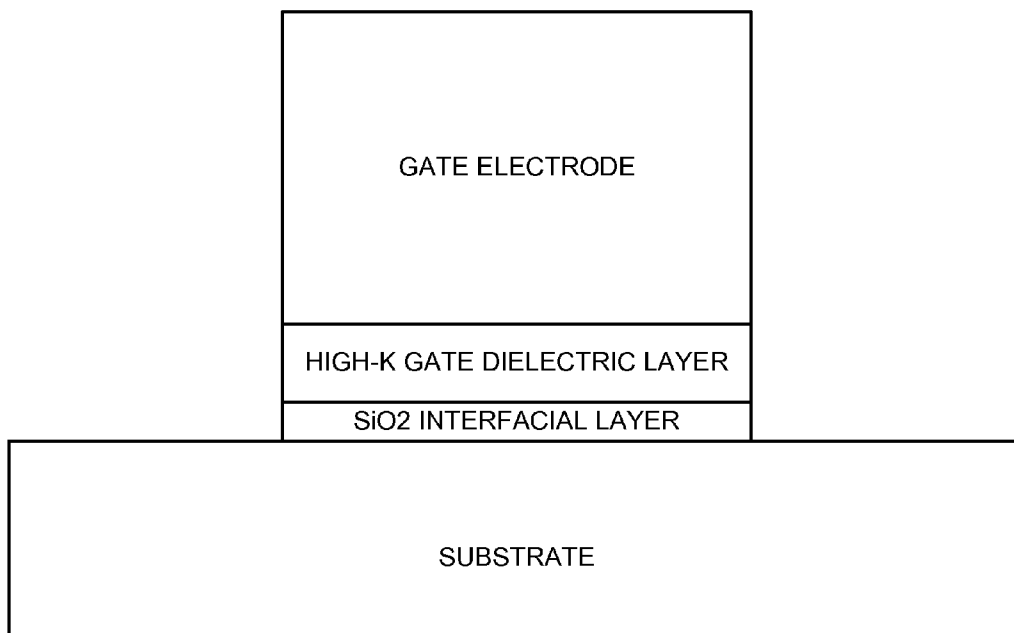 GATE ELECTRODE
HIGH-K GATE DIELECTRIC LAYER
SiO2 INTERFACIAL LAYER
SUBSTRATE